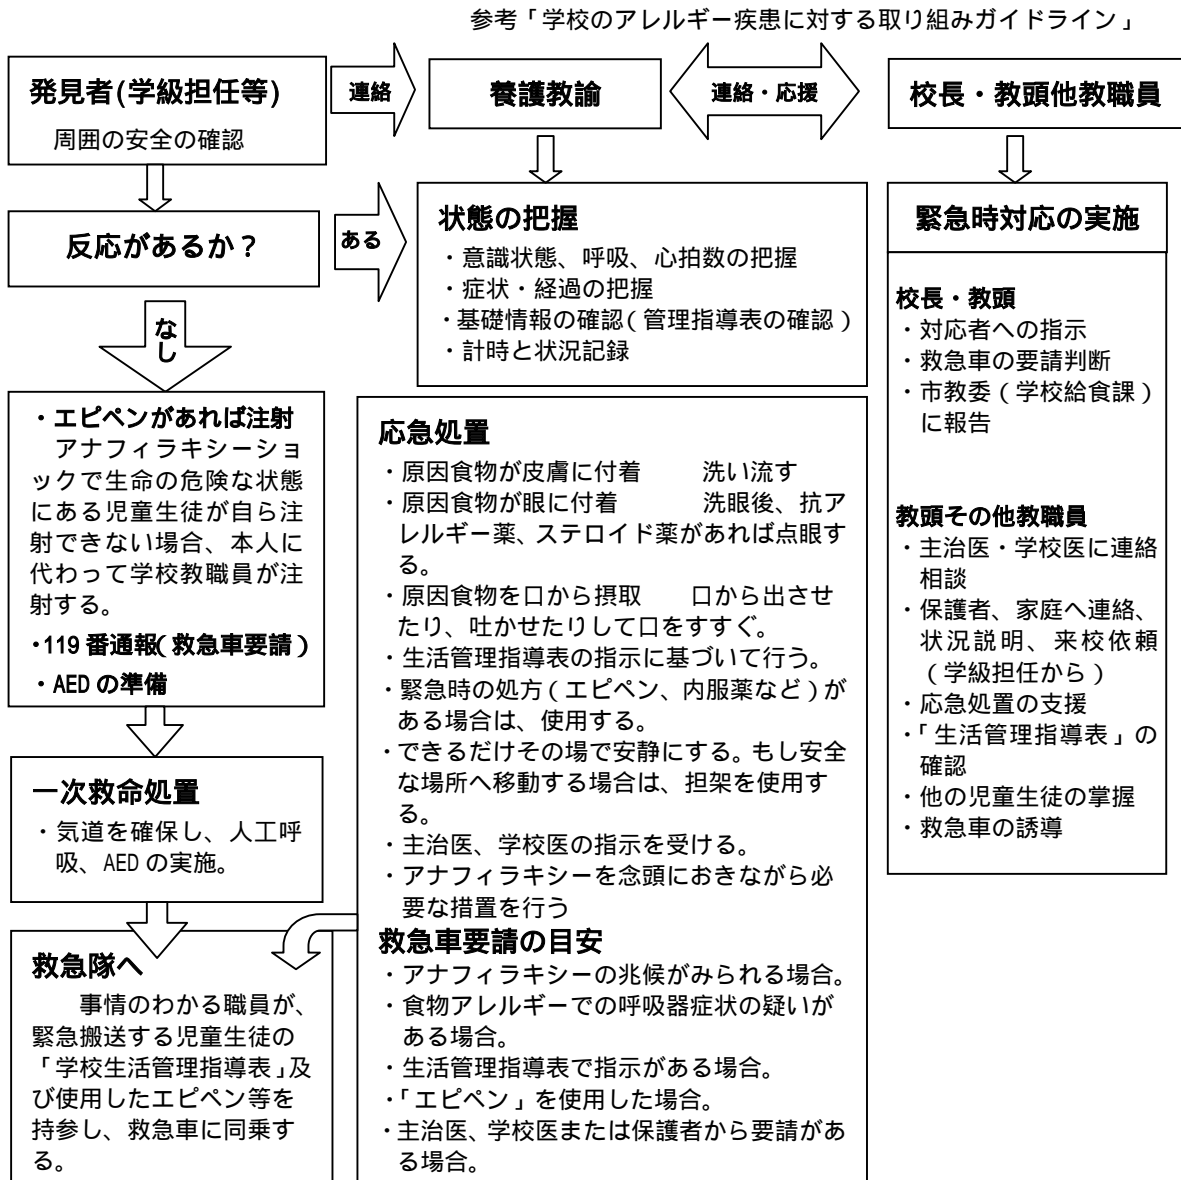 参考「学校のアレルギー疾患に対する取り組みガイドライン」
発見者(学級担任等)
周囲の安全の確認
連絡
養護教諭
連絡・応援
校長・教頭他教職員
反応があるか？
ある
なし
状態の把握
・意識状態、呼吸、心拍数の把握
・症状・経過の把握
・基礎情報の確認(管理指導表の確認)
・計時と状況記録
緊急時対応の実施
校長・教頭
・対応者への指示
・救急車の要請判断
・市教委(学校給食課)
に報告
教頭その他教職員
・主治医・学校医に連絡
相談
・保護者、家庭へ連絡、
状況説明、来校依頼
(学級担任から)
・応急処置の支援
・「生活管理指導表」の
確認
・他の児童生徒の掌握
・救急車の誘導
・エピペンがあれば注射
アナフィラキシーショ
ックで生命の危険な状態
にある児童生徒が自ら注
射できない場合、本人に
代わって学校教職員が注
射する。
・119番通報(救急車要請)
・AEDの準備
一次救命処置
・気道を確保し、人工呼
吸、AEDの実施。
救急隊へ
事情のわかる職員が、
緊急搬送する児童生徒の
「学校生活管理指導表」及
び使用したエピペン等を
持参し、救急車に同乗す
る。
応急処置
・原因食物が皮膚に付着 洗い流す
・原因食物が眼に付着 洗眼後、抗ア
レルギー薬、ステロイド薬があれば点眼す
る。
・原因食物を口から摂取 口から出させ
たり、吐かせたりして口をすすぐ。
・生活管理指導表の指示に基づいて行う。
・緊急時の処方(エピペン、内服薬など)が
ある場合は、使用する。
・できるだけその場で安静にする。もし安全
な場所へ移動する場合は、担架を使用す
る。
・主治医、学校医の指示を受ける。
・アナフィラキシーを念頭におきながら必
要な措置を行う
救急車要請の目安
・アナフィラキシーの兆候がみられる場合。
・食物アレルギーでの呼吸器症状の疑いが
ある場合。
・生活管理指導表で指示がある場合。
・「エピペン」を使用した場合。
・主治医、学校医または保護者から要請があ
る場合。